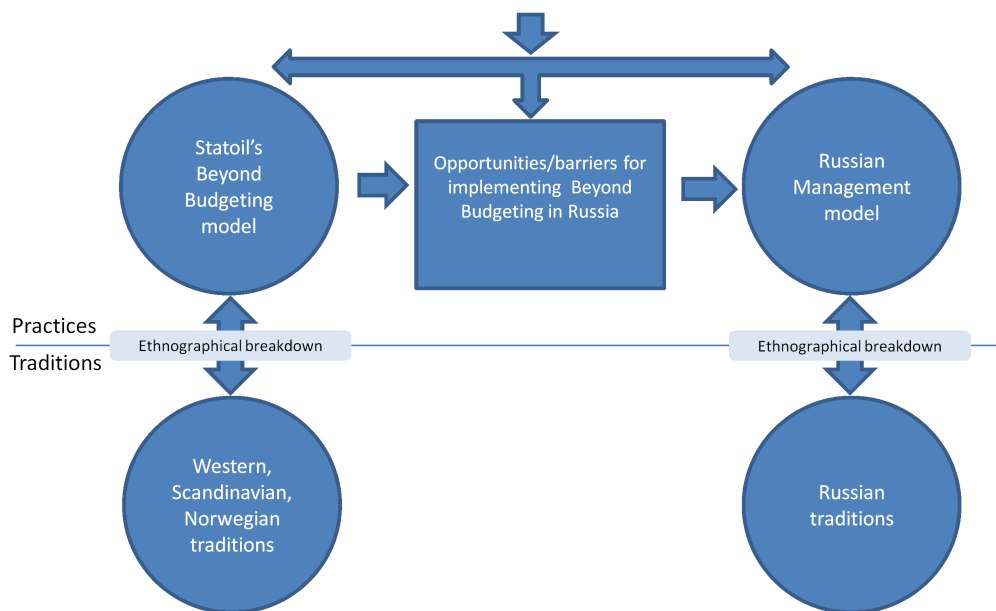 Statoil's
Beyond
Budgeting
model
Opportunities/barriers for
implementing Beyond
Budgeting in Russia
Russian
Management
model
Practices
Traditions
Ethnographical breakdown
Ethnographical breakdown
Western,
Scandinavian,
Norwegian
traditions
Russian
traditions